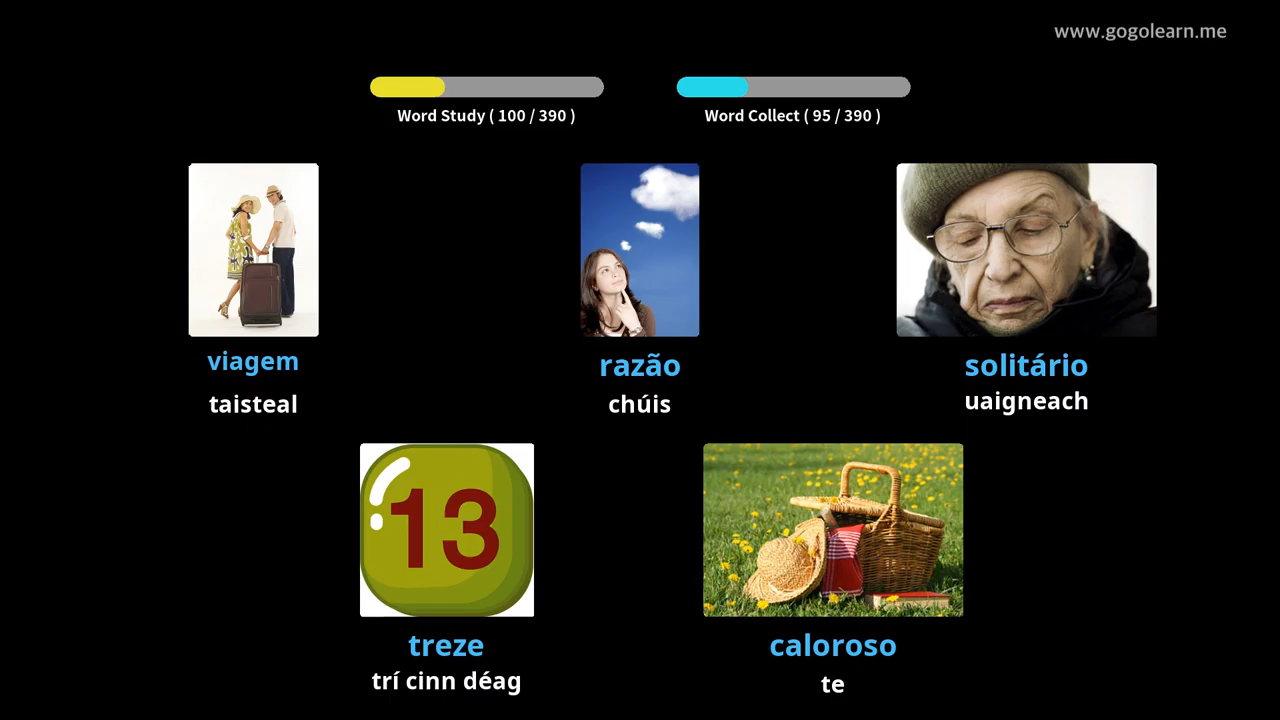 www.gogolearn.me
Word Study ( 100 / 390 )
Word Collect ( 95 / 390 )
viagem
taisteal
razão
chúis
solitário
uaigneach
13
treze
trí cinn déag
caloroso
te